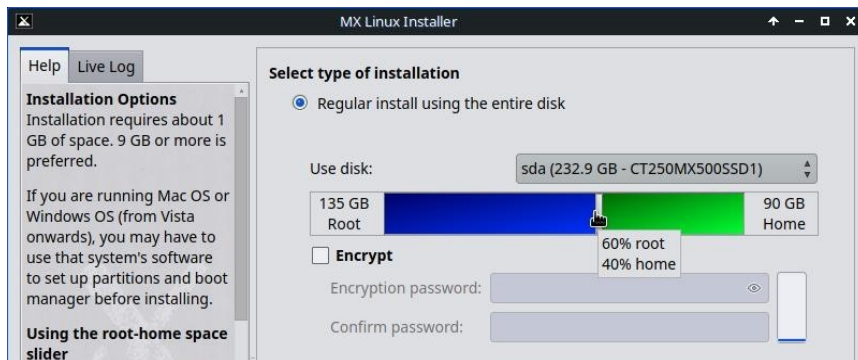 MX Linux Installer
Help
Live Log
Installation Options
Installation requires about 1
GB of space. 9 GB or more is
preferred.
If you are running Mac OS or
Windows OS (from Vista
onwards), you may have to
use that system's software
to set up partitions and boot
manager before installing.
Using the root-home space
slider
Select type of installation
Regular install using the entire disk
Use disk:
sda (232.9 GB - CT250MX500SSD1)
135 GB
Root
90 GB
Home
60% root
40% home
Encrypt
Encryption password:
Confirm password: